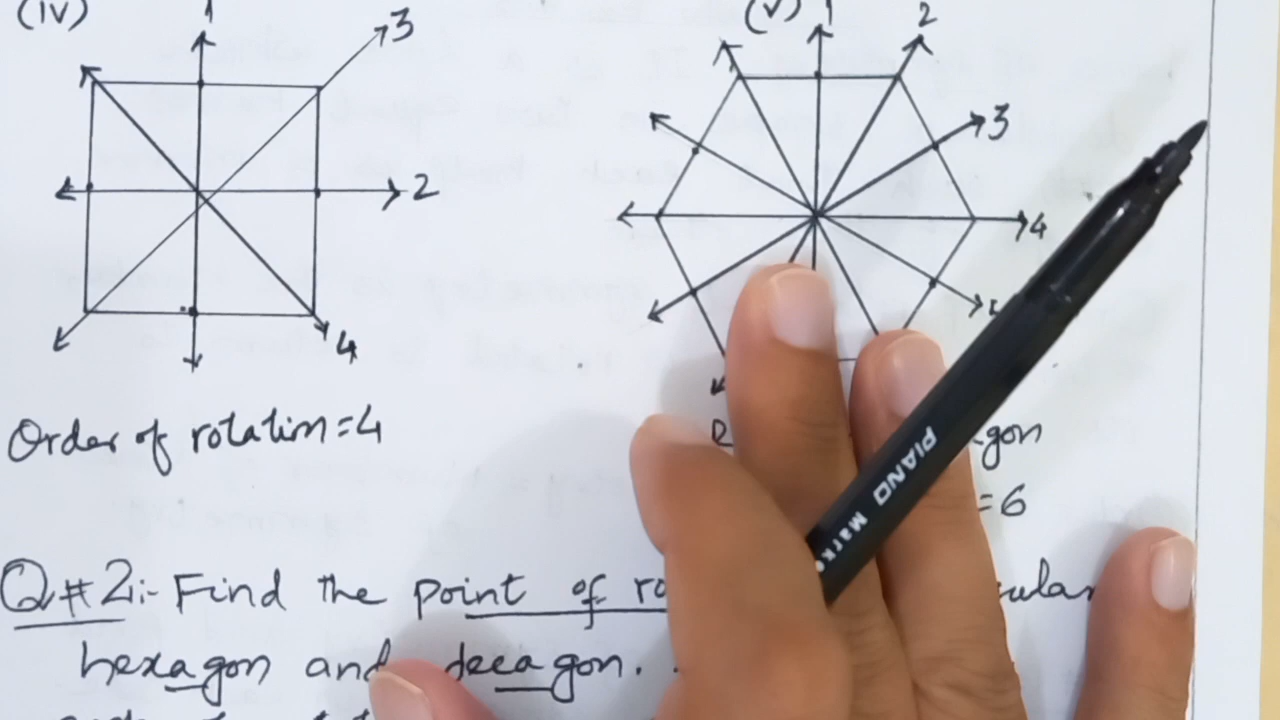 (iv)
1
3
2
4
Order of rotation=4
(v)
1
2
3
4
gon
=6
PIANO Marke
Q#2:- Find the point of ro
hexagon and decagon.